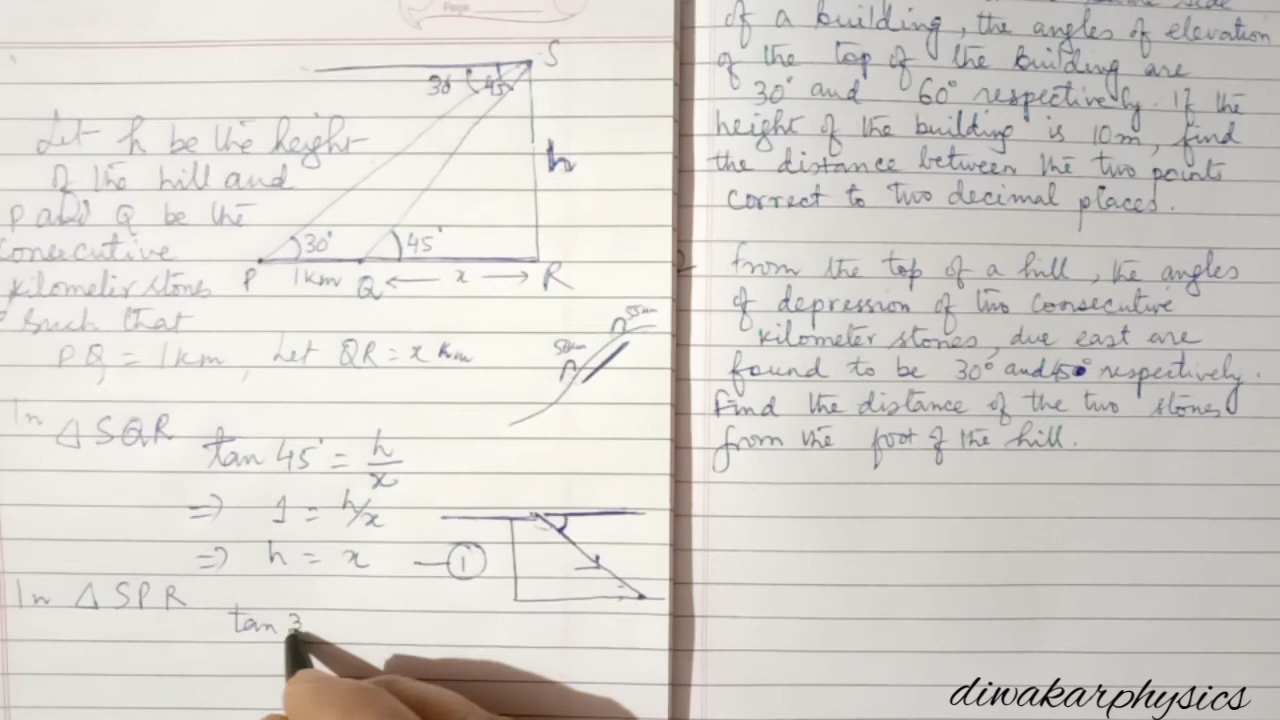 Page
S
30° 45°
h
Let h be the height
of the hill and
P and Q be the
consecutive
kilometer stones
such that
30° 45°
P 1km Q x R
PQ = 1km, Let QR = x km
50km 55km
In △SQR
tan 45° = h/x
=> 1 = h/x
=> h = x — ①
In △SPR
tan 3
of a building, the angles of elevation
of the top of the building are
30° and 60° respectively. If the
height of the building is 10m, find
the distance between the two points
correct to two decimal places.
from the top of a hill, the angles
of depression of two consecutive
kilometer stones, due east are
found to be 30° and 45° respectively.
Find the distance of the two stones
from the foot of the hill.
diwakarphysics